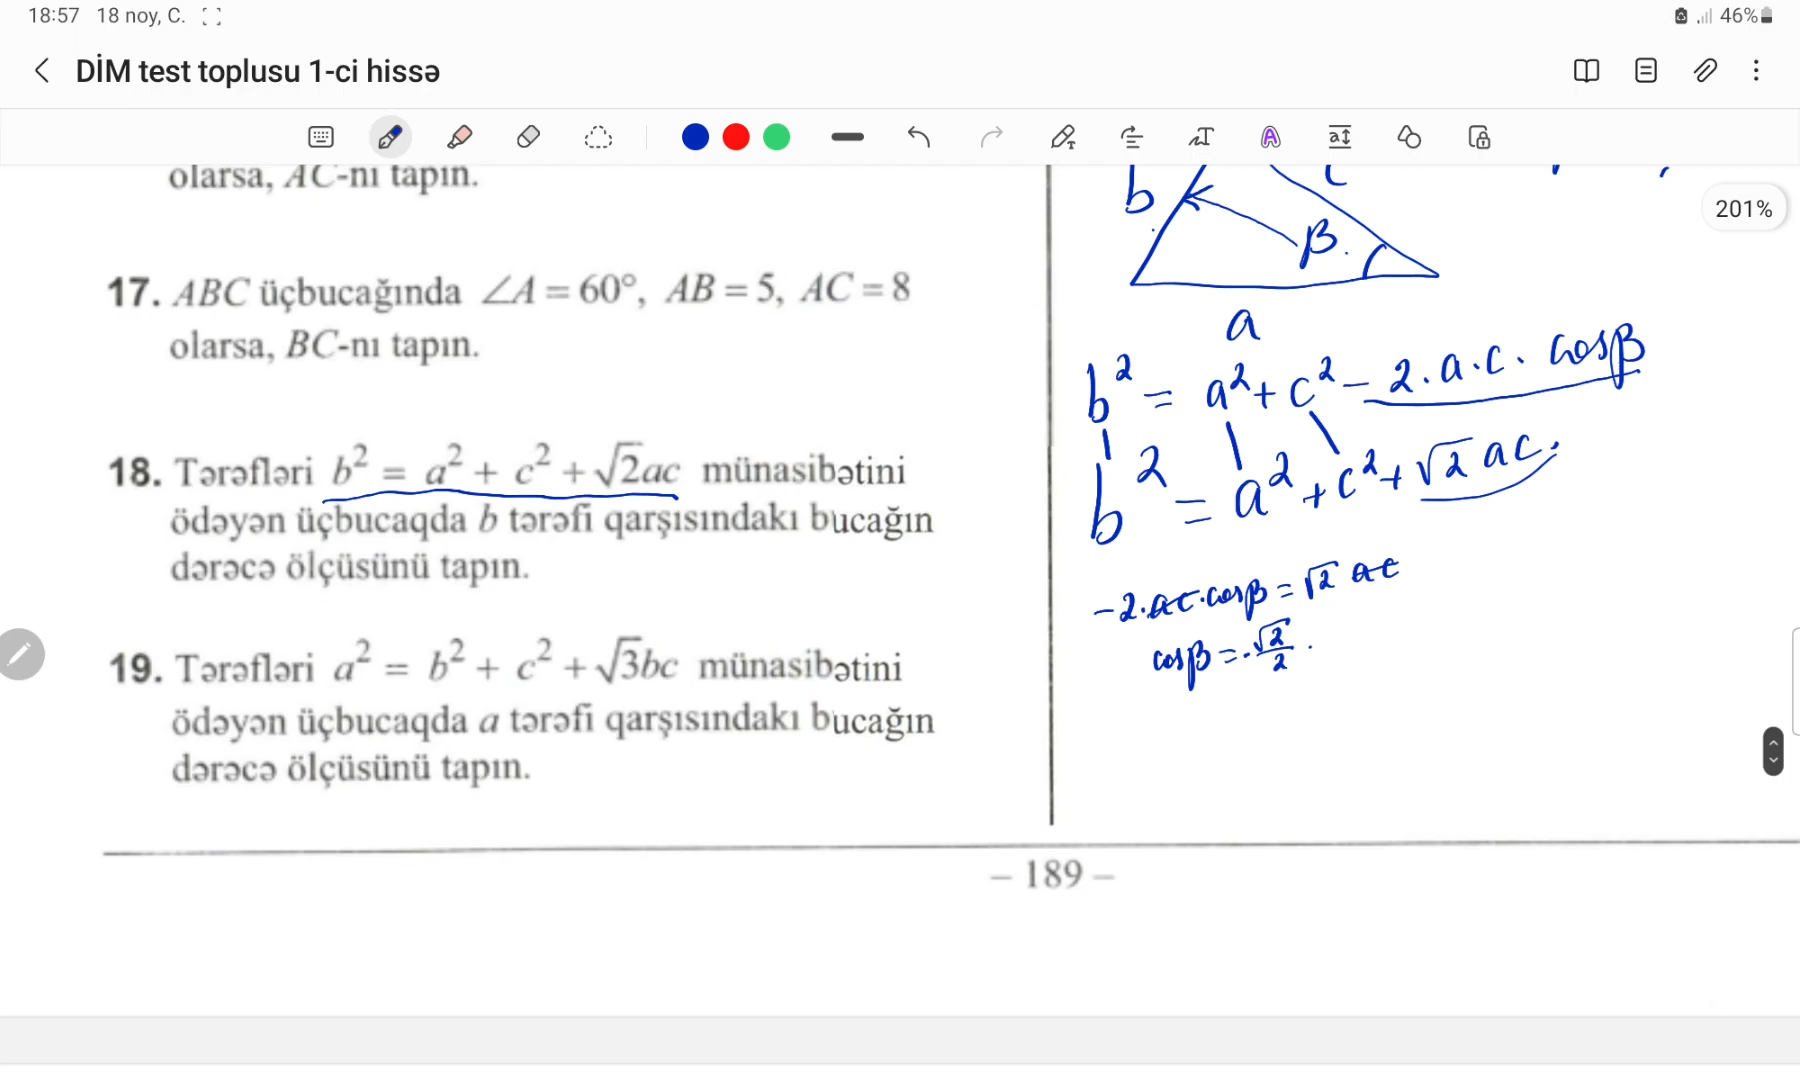 18:57 18 noy, C. 46%
DİM test toplusu 1-ci hissə
201%
olarsa, AC-nı tapın.
17. ABC üçbucağında ∠A = 60°, AB = 5, AC = 8
olarsa, BC-nı tapın.
18. Tərəfləri b² = a² + c² + √2ac münasibətini
ödəyən üçbucaqda b tərəfi qarşısındakı bucağın
dərəcə ölçüsünü tapın.
19. Tərəfləri a² = b² + c² + √3bc münasibətini
ödəyən üçbucaqda a tərəfi qarşısındakı bucağın
dərəcə ölçüsünü tapın.
b c
β
a
b² = a² + c² − 2·a·c· cosβ
b² = a² + c² + √2 ac
−2·ac·cosβ = √2 ac
cosβ = -√2/2
– 189 –